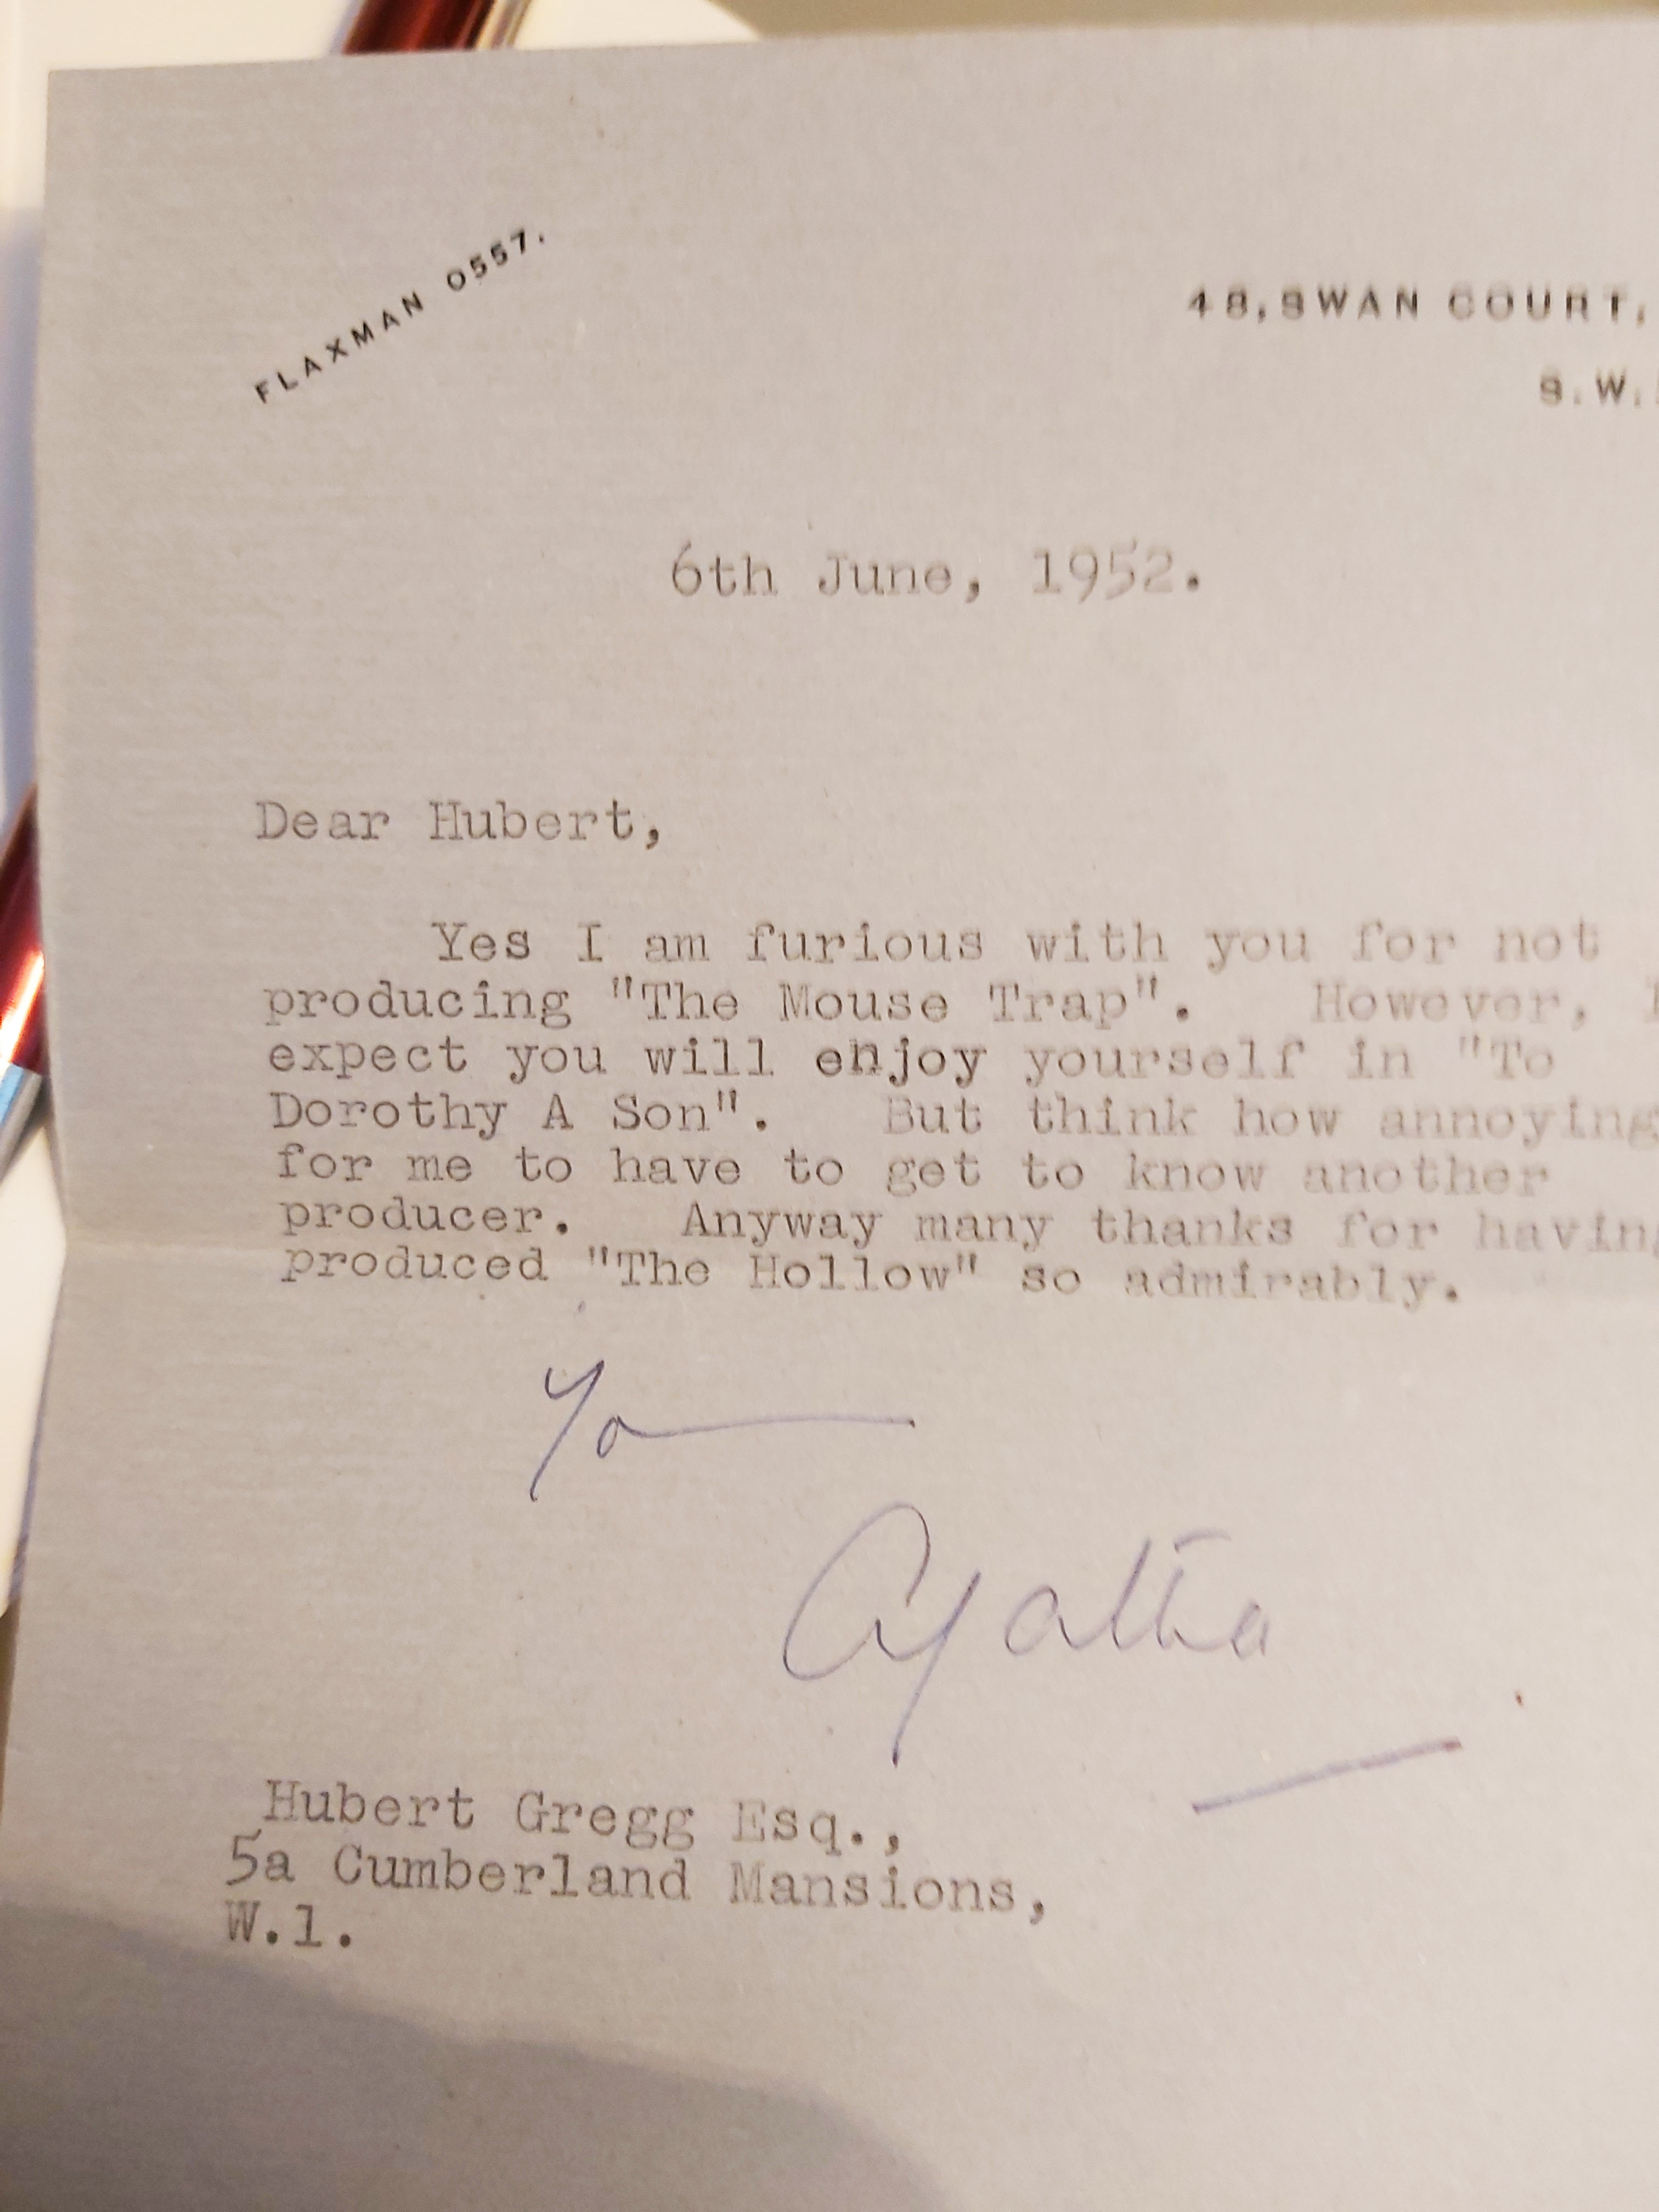 FLAXMAN 0557.
48, SWAN COURT,
S.W.
6th June, 1952.
Dear Hubert,
Yes I am furious with you for not
producing "The Mouse Trap". However, I
expect you will enjoy yourself in "To
Dorothy A Son". But think how annoying
for me to have to get to know another
producer. Anyway many thanks for having
produced "The Hollow" so admirably.
Agatha
Hubert Gregg Esq.,
5a Cumberland Mansions,
W.1.